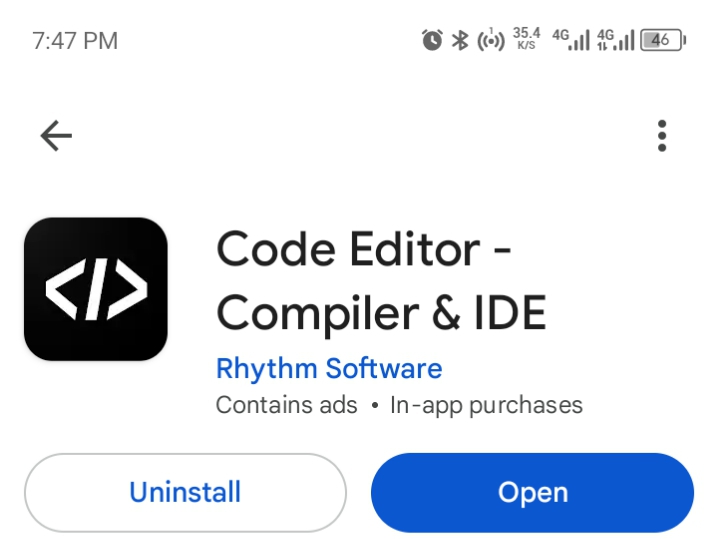 7:47 PM 1 35.4 K/S 4G 4G 46
</>
Code Editor -
Compiler & IDE
Rhythm Software
Contains ads • In-app purchases
Uninstall Open